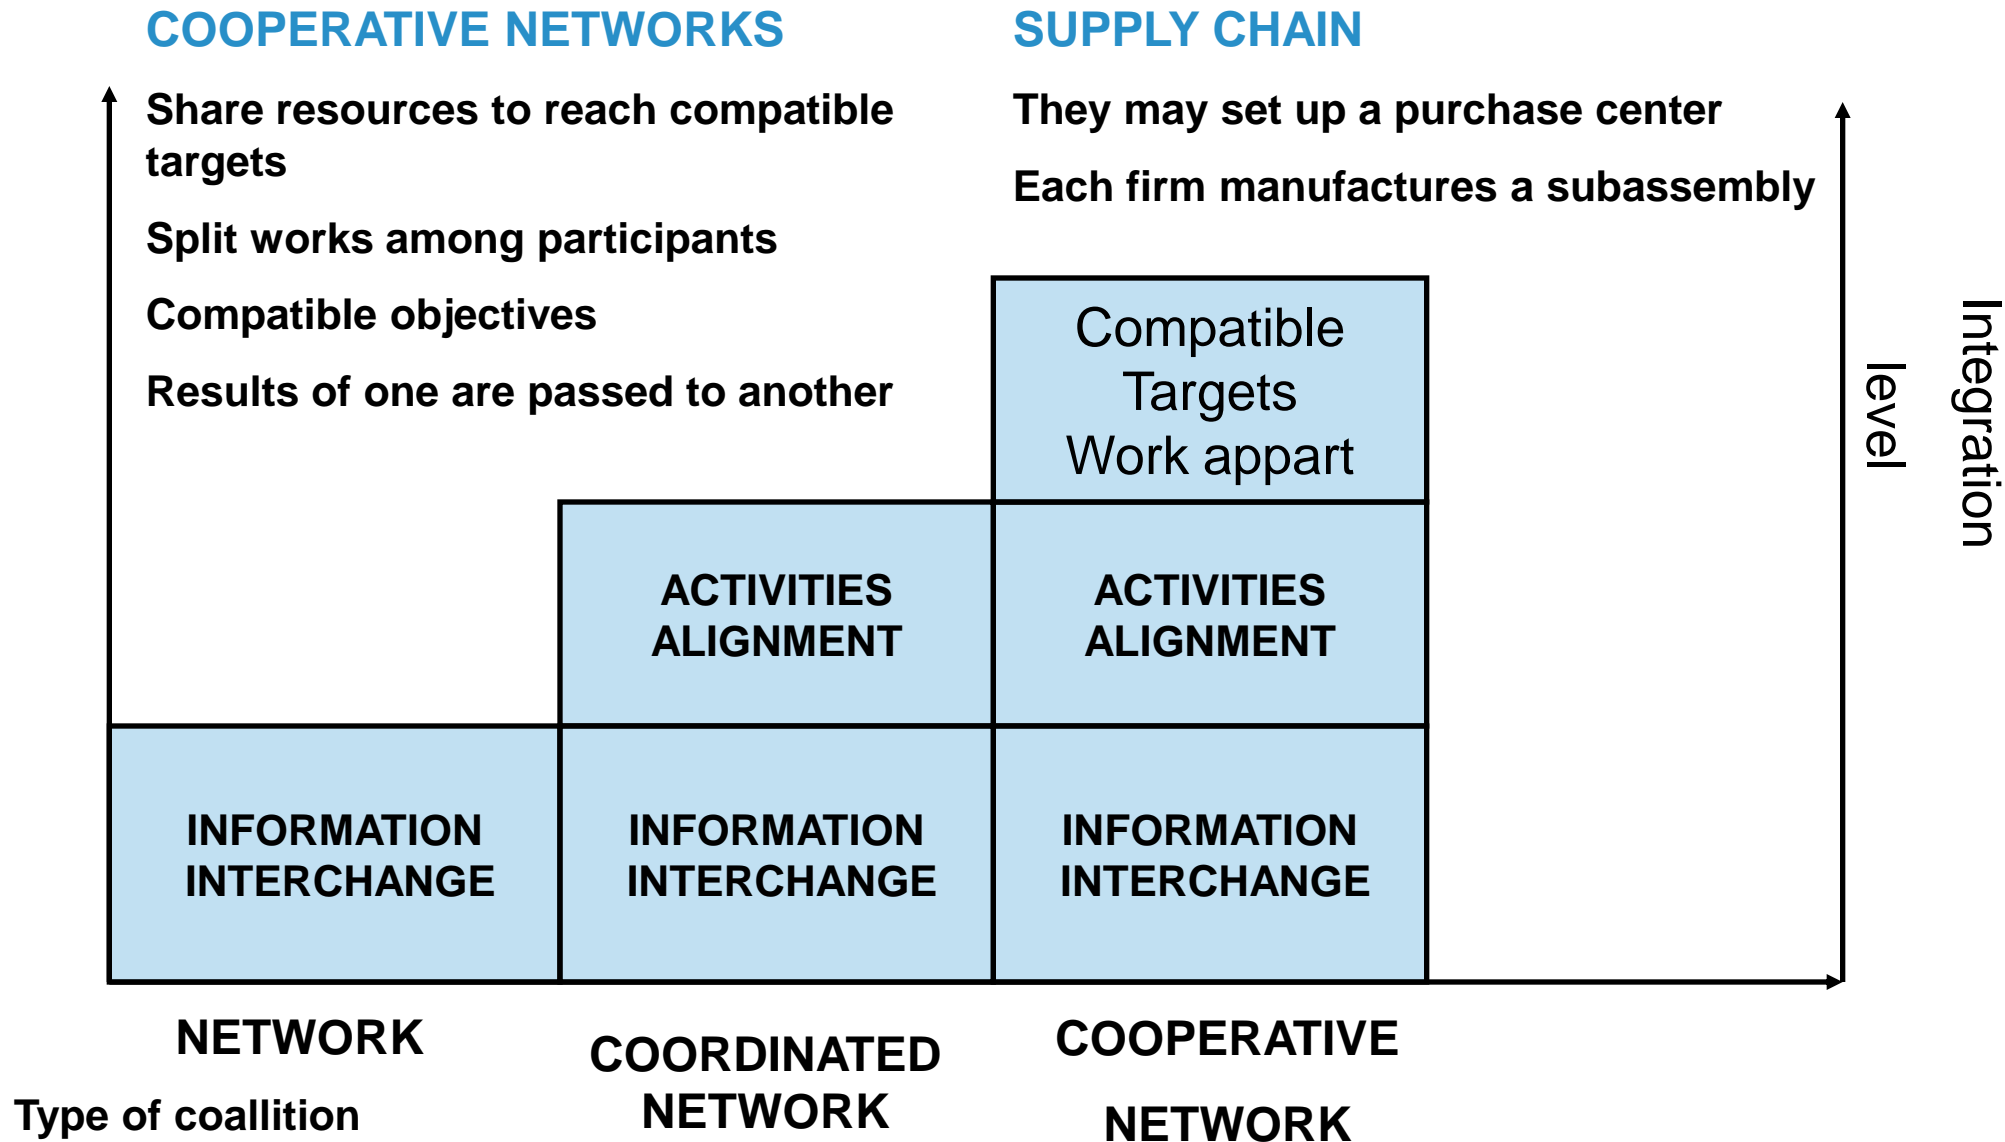 COOPERATIVE NETWORKS
Share resources to reach compatible
targets
Split works among participants
Compatible objectives
Results of one are passed to another
SUPPLY CHAIN
They may set up a purchase center
Each firm manufactures a subassembly
Compatible
Targets
Work appart
ACTIVITIES
ALIGNMENT
ACTIVITIES
ALIGNMENT
INFORMATION
INTERCHANGE
INFORMATION
INTERCHANGE
INFORMATION
INTERCHANGE
Integration
level
NETWORK
COORDINATED
NETWORK
COOPERATIVE
NETWORK
Type of coallition